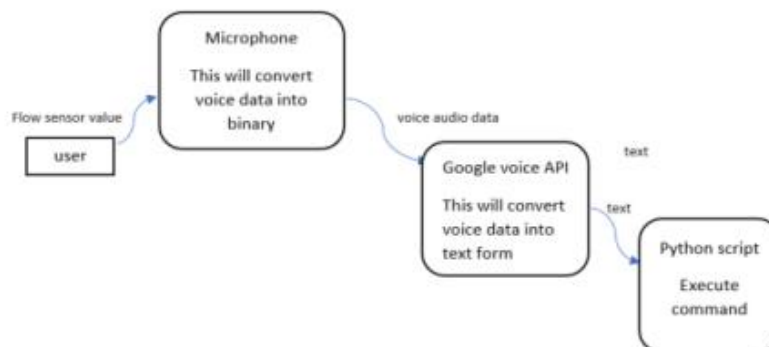 Microphone
This will convert
voice data into
binary
Flow sensor value
user
voice audio data
Google voice API
This will convert
voice data into
text form
text
text
Python script
Execute
command